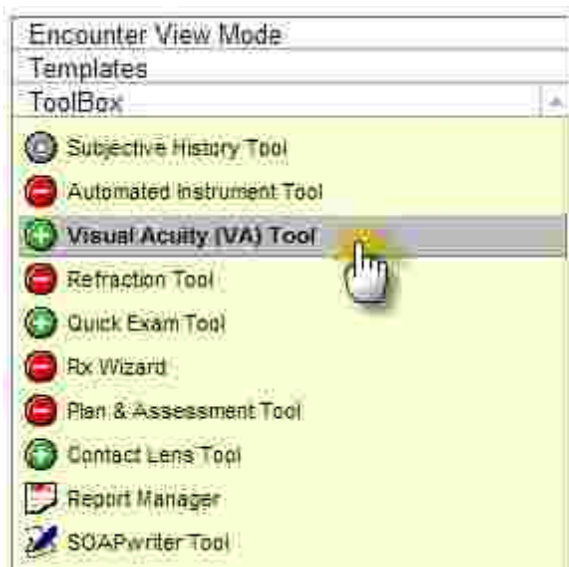 Encounter View Mode
Templates
ToolBox
Subjective History Tool
Automated Instrument Tool
Visual Acuity (VA) Tool
Refraction Tool
Quick Exam Tool
Rx Wizard
Plan & Assessment Tool
Contact Lens Tool
Report Manager
SOAPwriter Tool